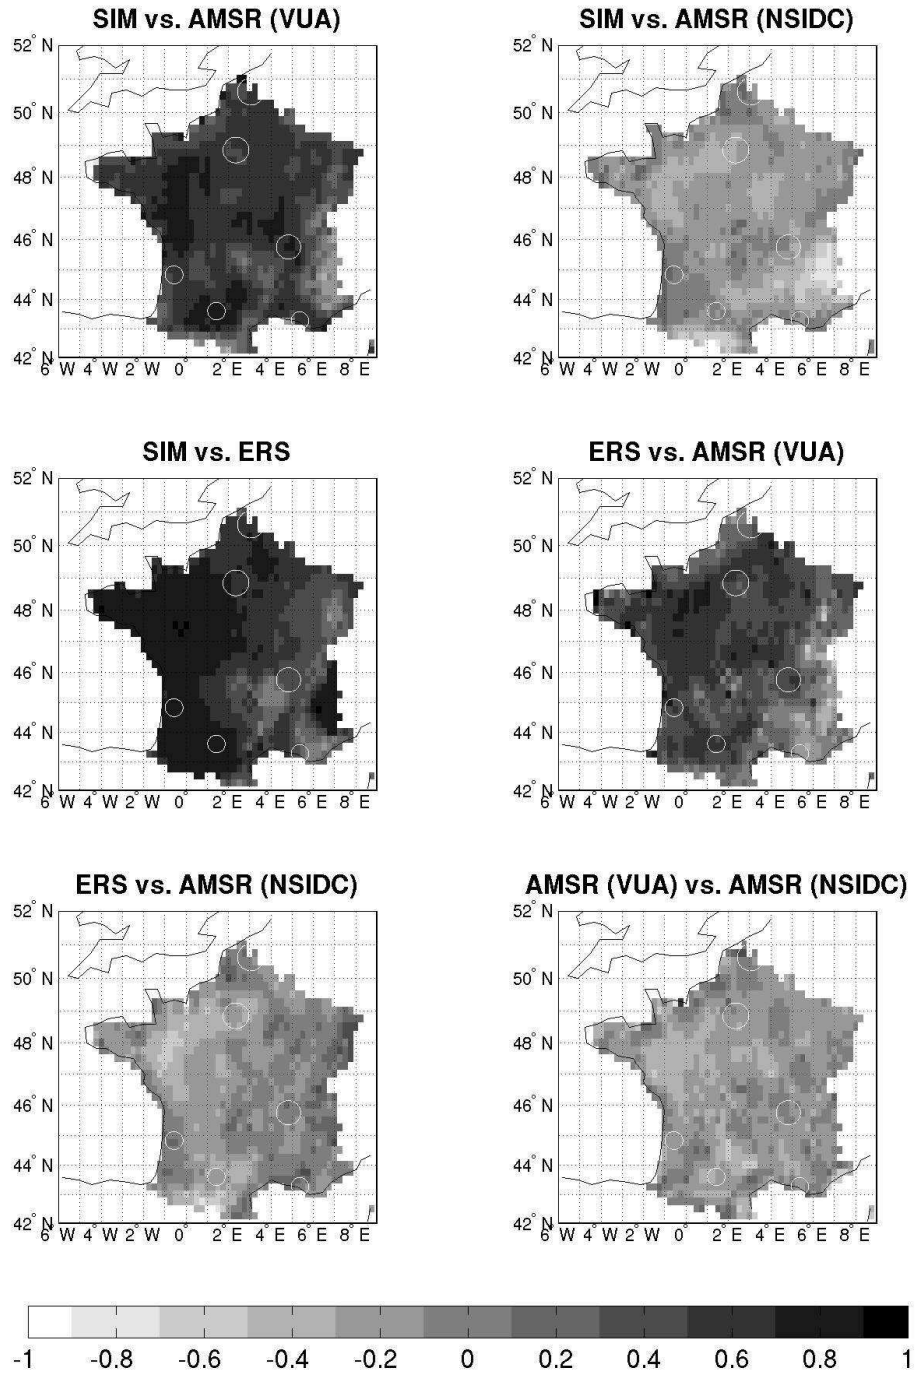 SIM vs. AMSR (VUA)
SIM vs. AMSR (NSIDC)
52° N
50° N
48° N
46° N
44° N
42° N
6° W 4° W 2° W 0° 2° E 4° E 6° E 8° E
52° N
50° N
48° N
46° N
44° N
42° N
6° W 4° W 2° W 0° 2° E 4° E 6° E 8° E
SIM vs. ERS
ERS vs. AMSR (VUA)
52° N
50° N
48° N
46° N
44° N
42° N
6° W 4° W 2° W 0° 2° E 4° E 6° E 8° E
52° N
50° N
48° N
46° N
44° N
42° N
6° W 4° W 2° W 0° 2° E 4° E 6° E 8° E
ERS vs. AMSR (NSIDC)
AMSR (VUA) vs. AMSR (NSIDC)
52° N
50° N
48° N
46° N
44° N
42° N
6° W 4° W 2° W 0° 2° E 4° E 6° E 8° E
52° N
50° N
48° N
46° N
44° N
42° N
6° W 4° W 2° W 0° 2° E 4° E 6° E 8° E
-1 -0.8 -0.6 -0.4 -0.2 0 0.2 0.4 0.6 0.8 1